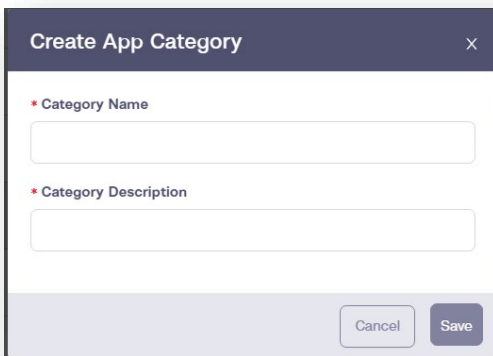 Create App Category
X
* Category Name
* Category Description
Cancel
Save